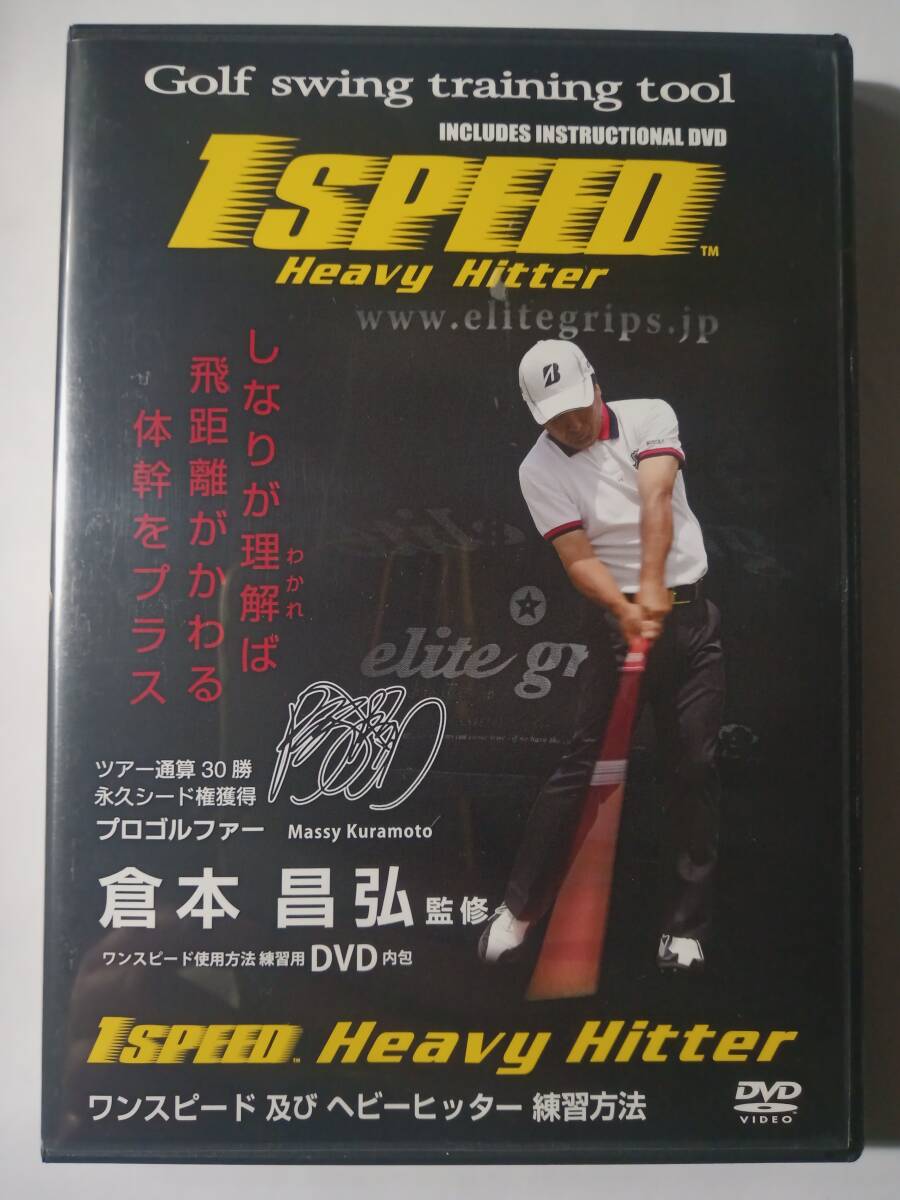 Golf swing training tool
INCLUDES INSTRUCTIONAL DVD
1SPEED™
Heavy Hitter
www.elitegrips.jp
しなりが理解ば
わかれ
飛距離がかわる
体幹をプラス
elite gr
ツアー通算 30 勝
永久シード権獲得
プロゴルファー
Massy Kuramoto
倉本 昌弘 監修
ワンスピード使用方法 練習用 DVD 内包
1SPEED™ Heavy Hitter
ワンスピード 及び ヘビーヒッター 練習方法
DVD
VIDEO